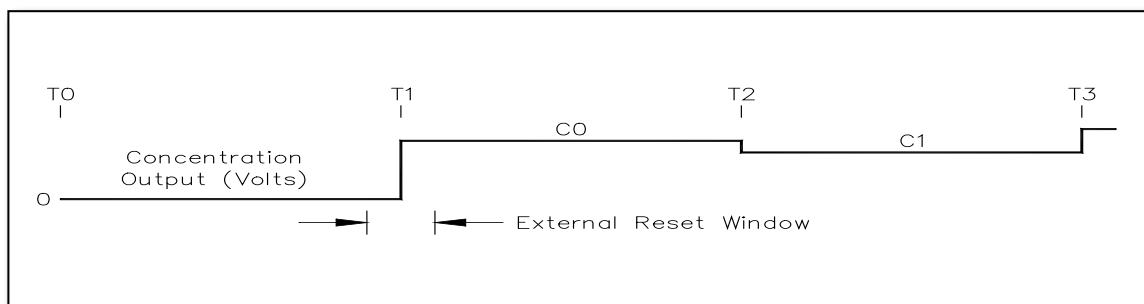 T0 T1 T2 T3
C0
C1
Concentration
Output (Volts)
0
External Reset Window